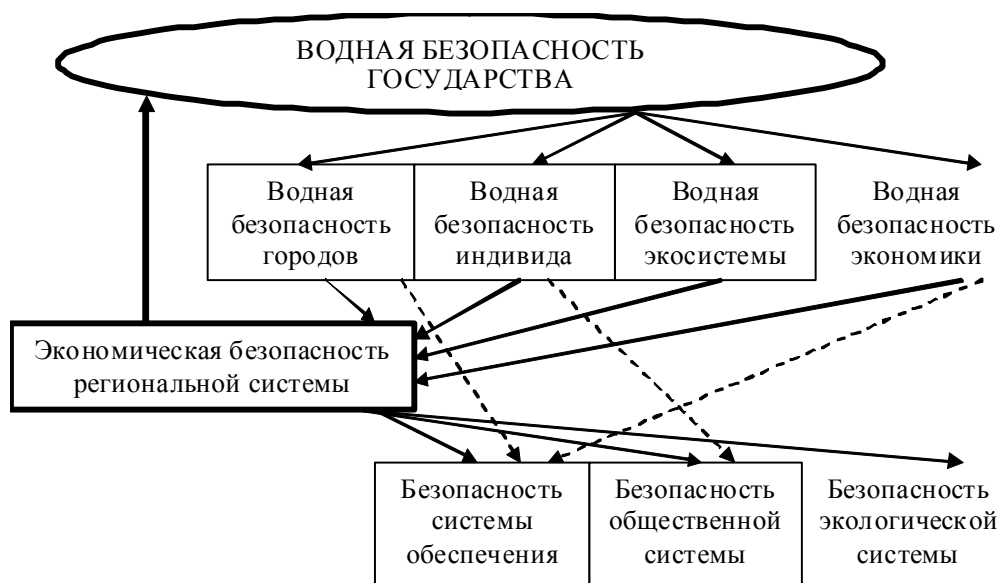 ВОДНАЯ БЕЗОПАСНОСТЬ
ГОСУДАРСТВА
Водная
безопасность
городов
Водная
безопасность
индивида
Водная
безопасность
экосистемы
Водная
безопасность
экономики
Экономическая безопасность
региональной системы
Безопасность
системы
обеспечения
Безопасность
общественной
системы
Безопасность
экологической
системы